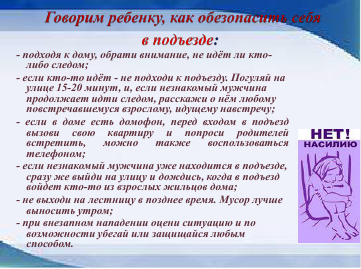 Говорим ребенку, как обезопасить себя
в подъезде:
- подходя к дому, обрати внимание, не идёт ли кто-
либо следом;
- если кто-то идёт - не подходи к подъезду. Погуляй на
улице 15-20 минут, и, если незнакомый мужчина
продолжает идти следом, расскажи о нём любому
повстречавшемуся взрослому, идущему навстречу;
- если в доме есть домофон, перед входом в подъезд
вызови свою квартиру и попроси родителей
встретить, можно также воспользоваться
телефоном;
- если незнакомый мужчина уже находится в подъезде,
сразу же выйди на улицу и дождись, когда в подъезд
войдет кто-то из взрослых жильцов дома;
- не выходи на лестницу в позднее время. Мусор лучше
выносить утром;
- при внезапном нападении оцени ситуацию и по
возможности убегай или защищайся любым
способом.
НЕТ!
НАСИЛИЮ